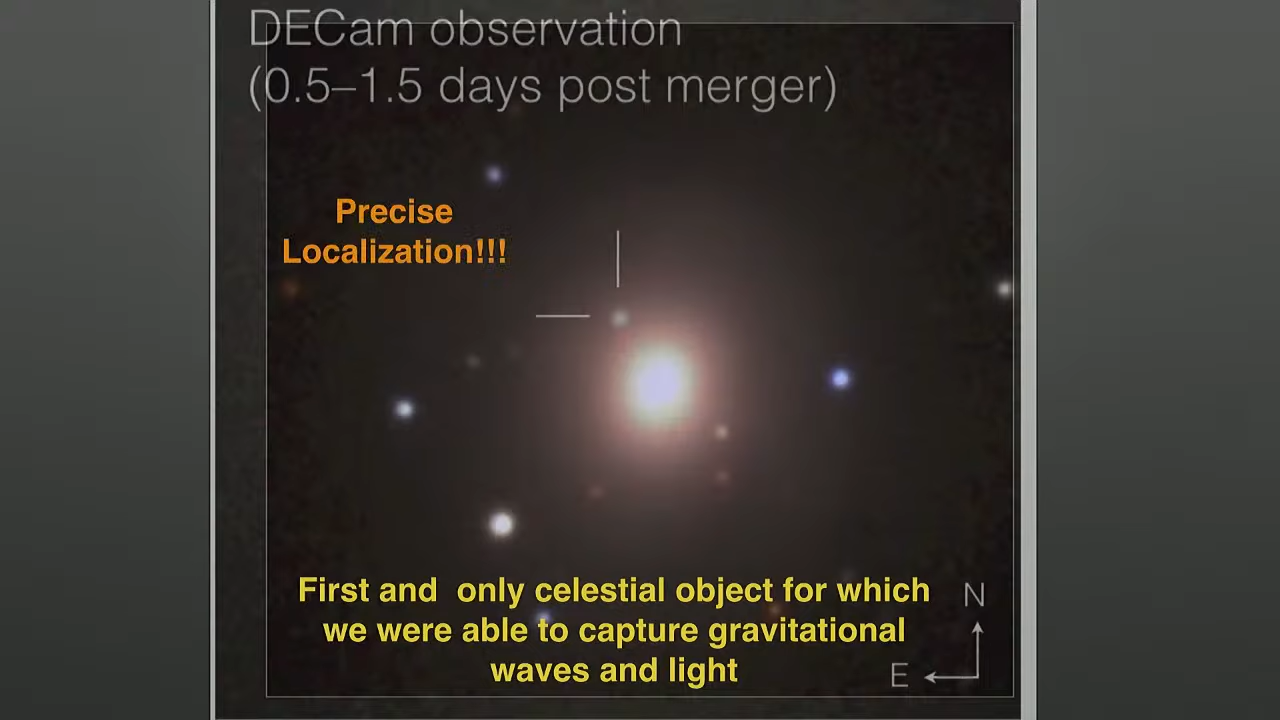 DECam observation
(0.5–1.5 days post merger)
Precise
Localization!!!
First and  only celestial object for which
we were able to capture gravitational
waves and light
N
E